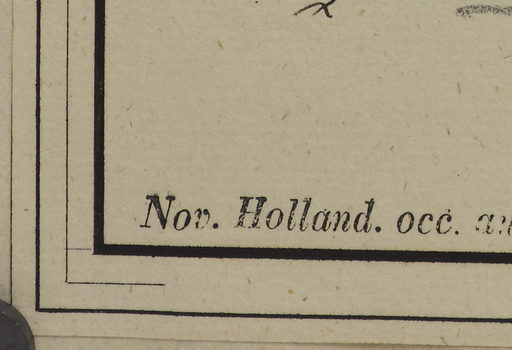 Nov. Holland. occ.